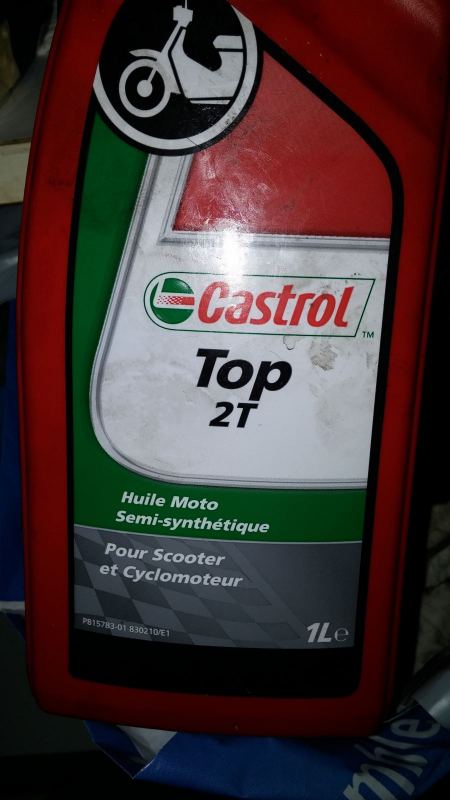 Castrol
TM
Top
2T
Huile Moto
Semi-synthétique
Pour Scooter
et Cyclomoteur
P815783-01 830210/E1
1L e